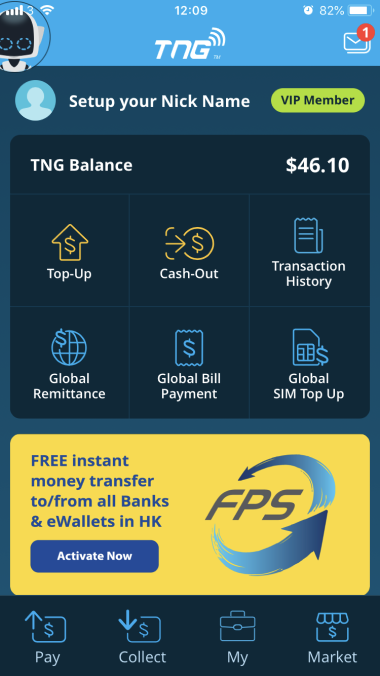 3
12:09
82%
TNG
TM
1
Setup your Nick Name
VIP Member
TNG Balance
$46.10
Top-Up
Cash-Out
Transaction
History
Global
Remittance
Global Bill
Payment
Global
SIM Top Up
FREE instant
money transfer
to/from all Banks
& eWallets in HK
FPS
Activate Now
Pay
Collect
My
Market